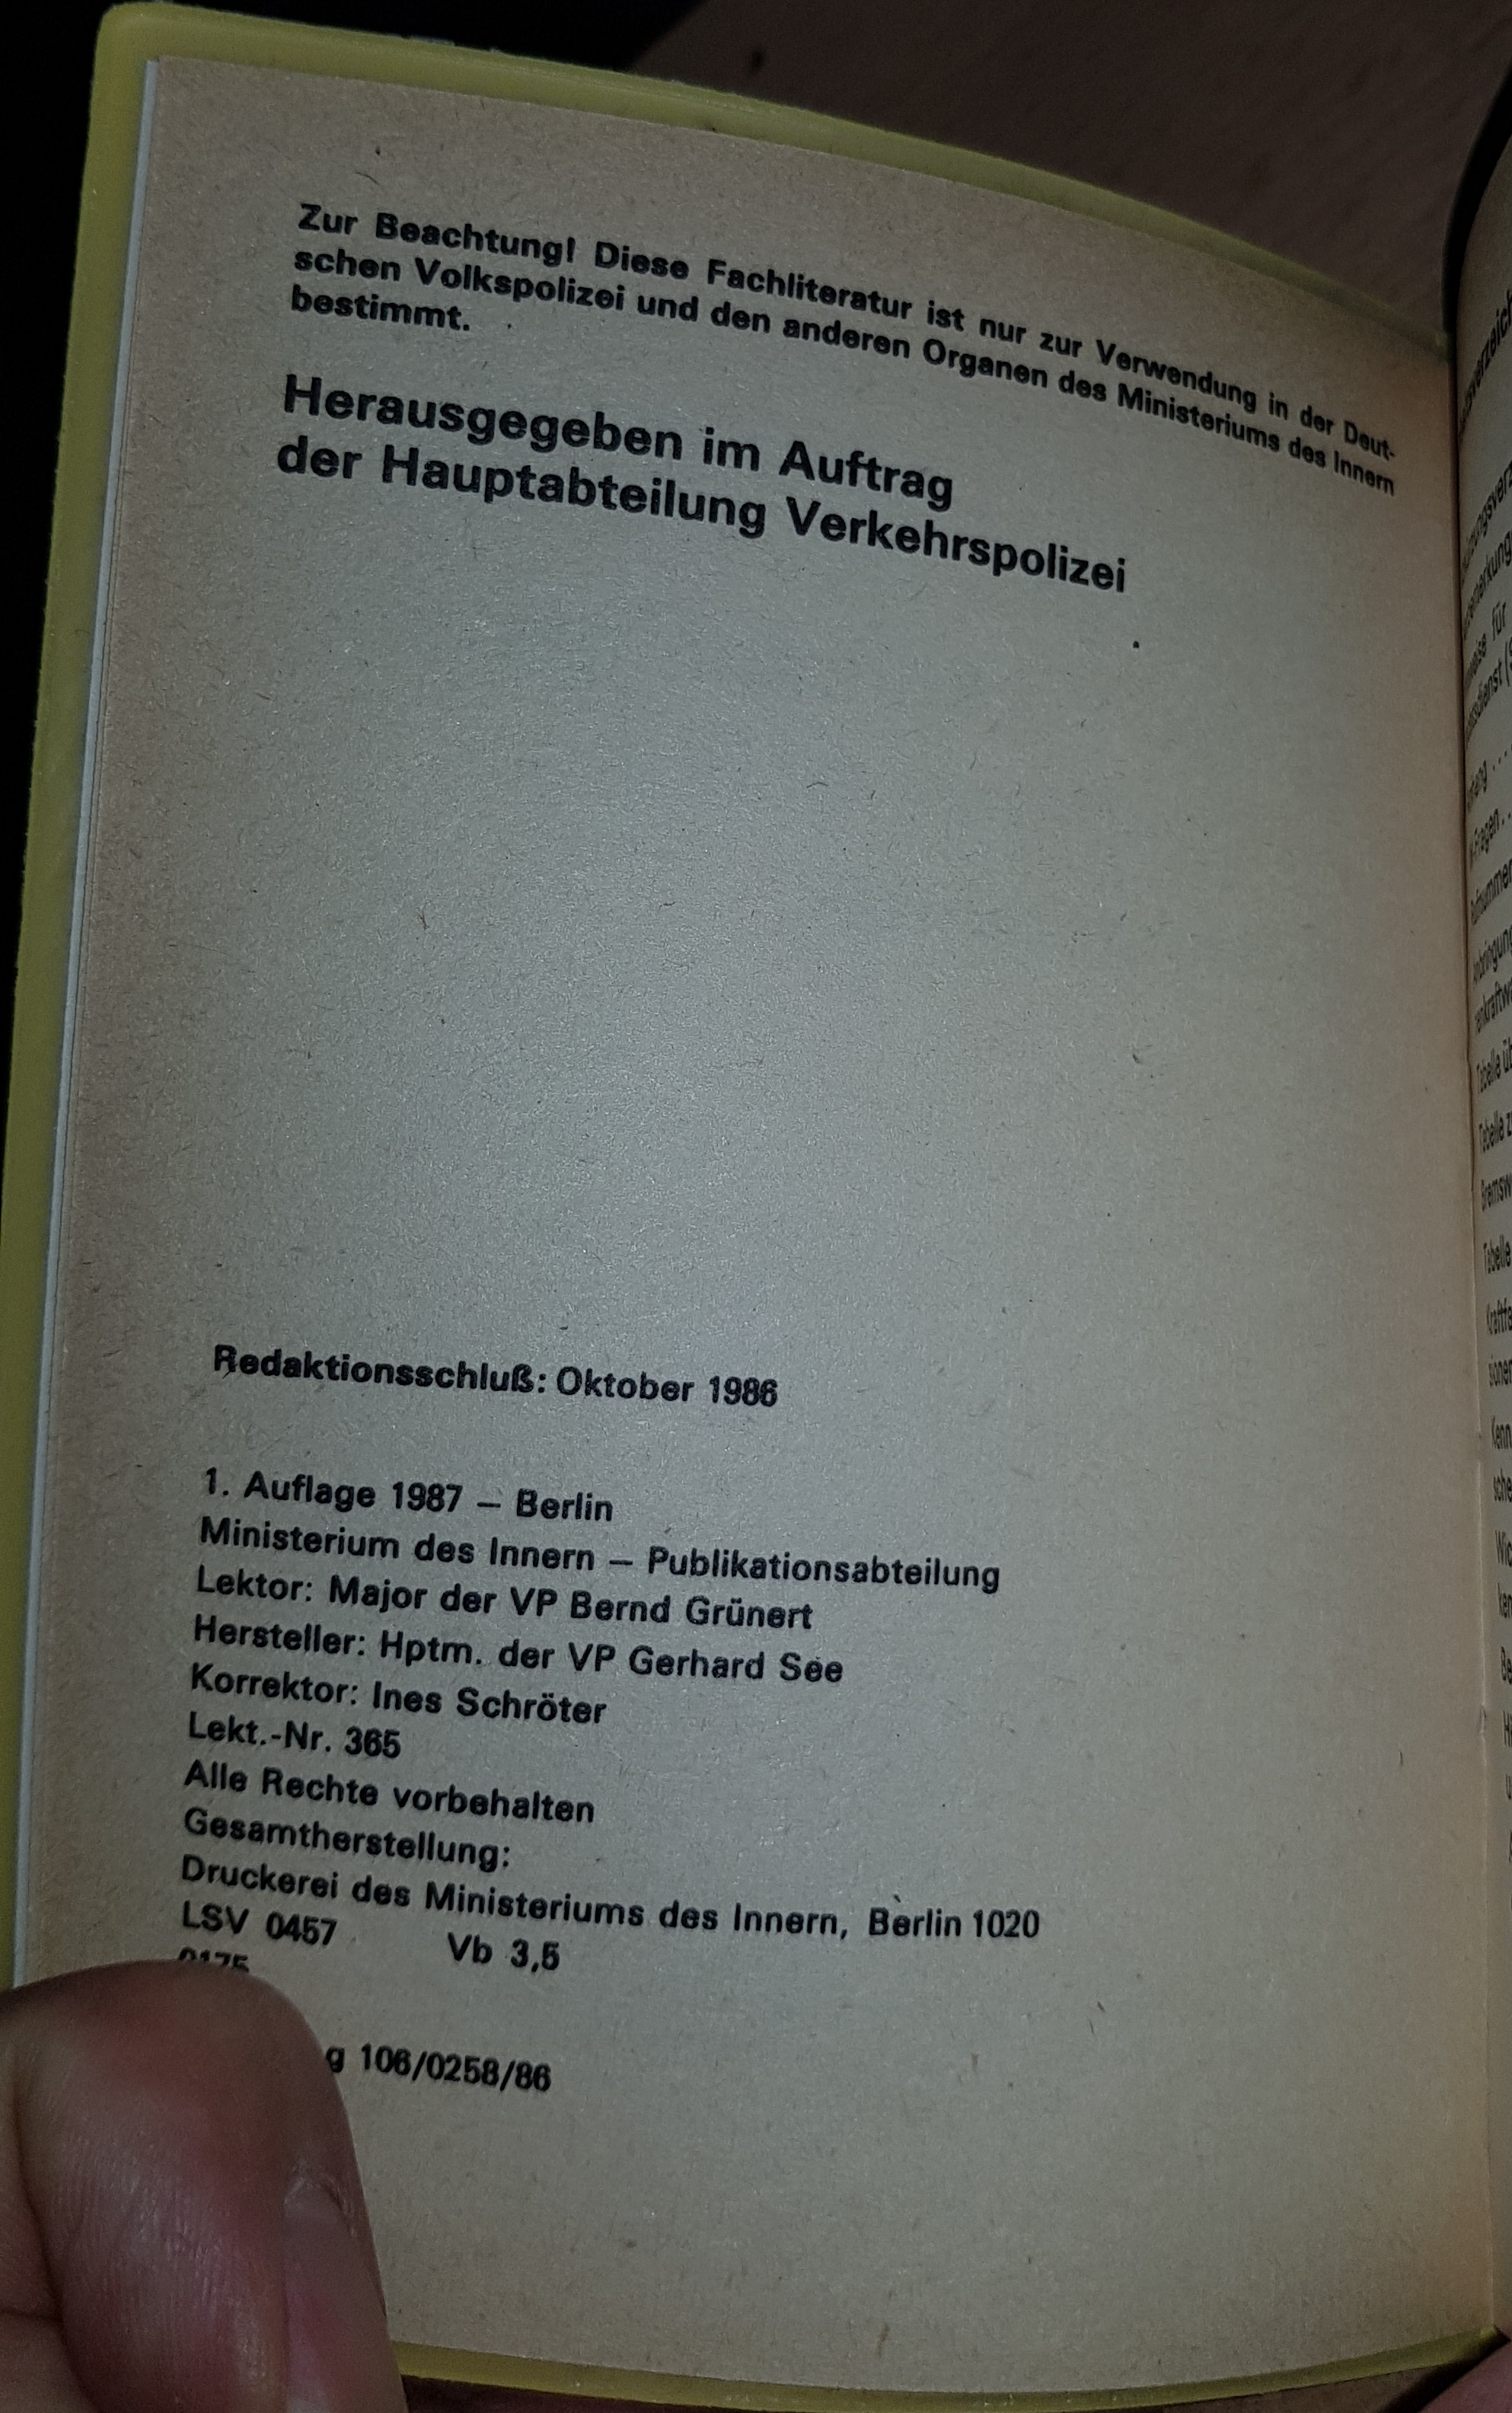 Zur Beachtung! Diese Fachliteratur ist nur zur Verwendung in der Deut-
schen Volkspolizei und den anderen Organen des Ministeriums des Innern
bestimmt.
Herausgegeben im Auftrag
der Hauptabteilung Verkehrspolizei
Redaktionsschluß: Oktober 1986
1. Auflage 1987 – Berlin
Ministerium des Innern – Publikationsabteilung
Lektor: Major der VP Bernd Grünert
Hersteller: Hptm. der VP Gerhard See
Korrektor: Ines Schröter
Lekt.-Nr. 365
Alle Rechte vorbehalten
Gesamtherstellung:
Druckerei des Ministeriums des Innern, Berlin 1020
LSV 0457 Vb 3,5
0175
106/0258/86